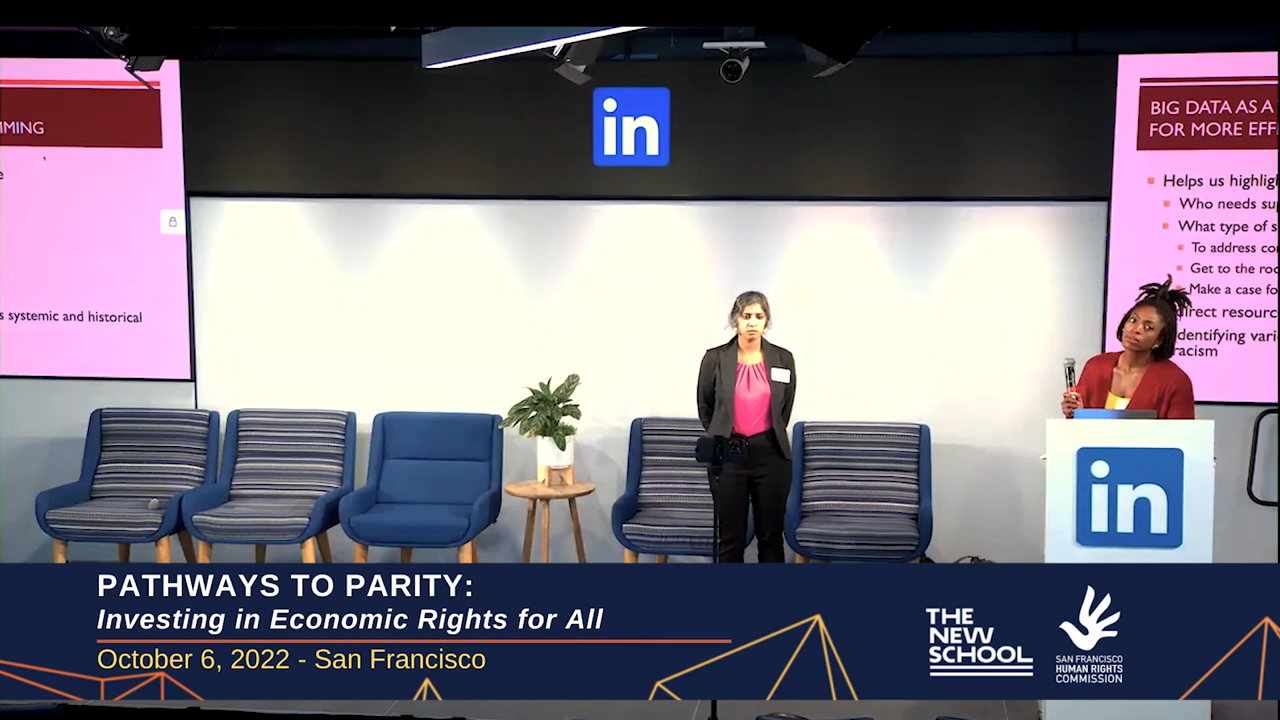 MING
e
s systemic and historical
in
BIG DATA AS A
FOR MORE EFF
Helps us highlig
Who needs su
What type of s
To address co
Get to the roo
Make a case fo
direct resourc
dentifying vari
racism
in
PATHWAYS TO PARITY:
Investing in Economic Rights for All
October 6, 2022 - San Francisco
THE
NEW
SCHOOL
SAN FRANCISCO
HUMAN RIGHTS
COMMISSION